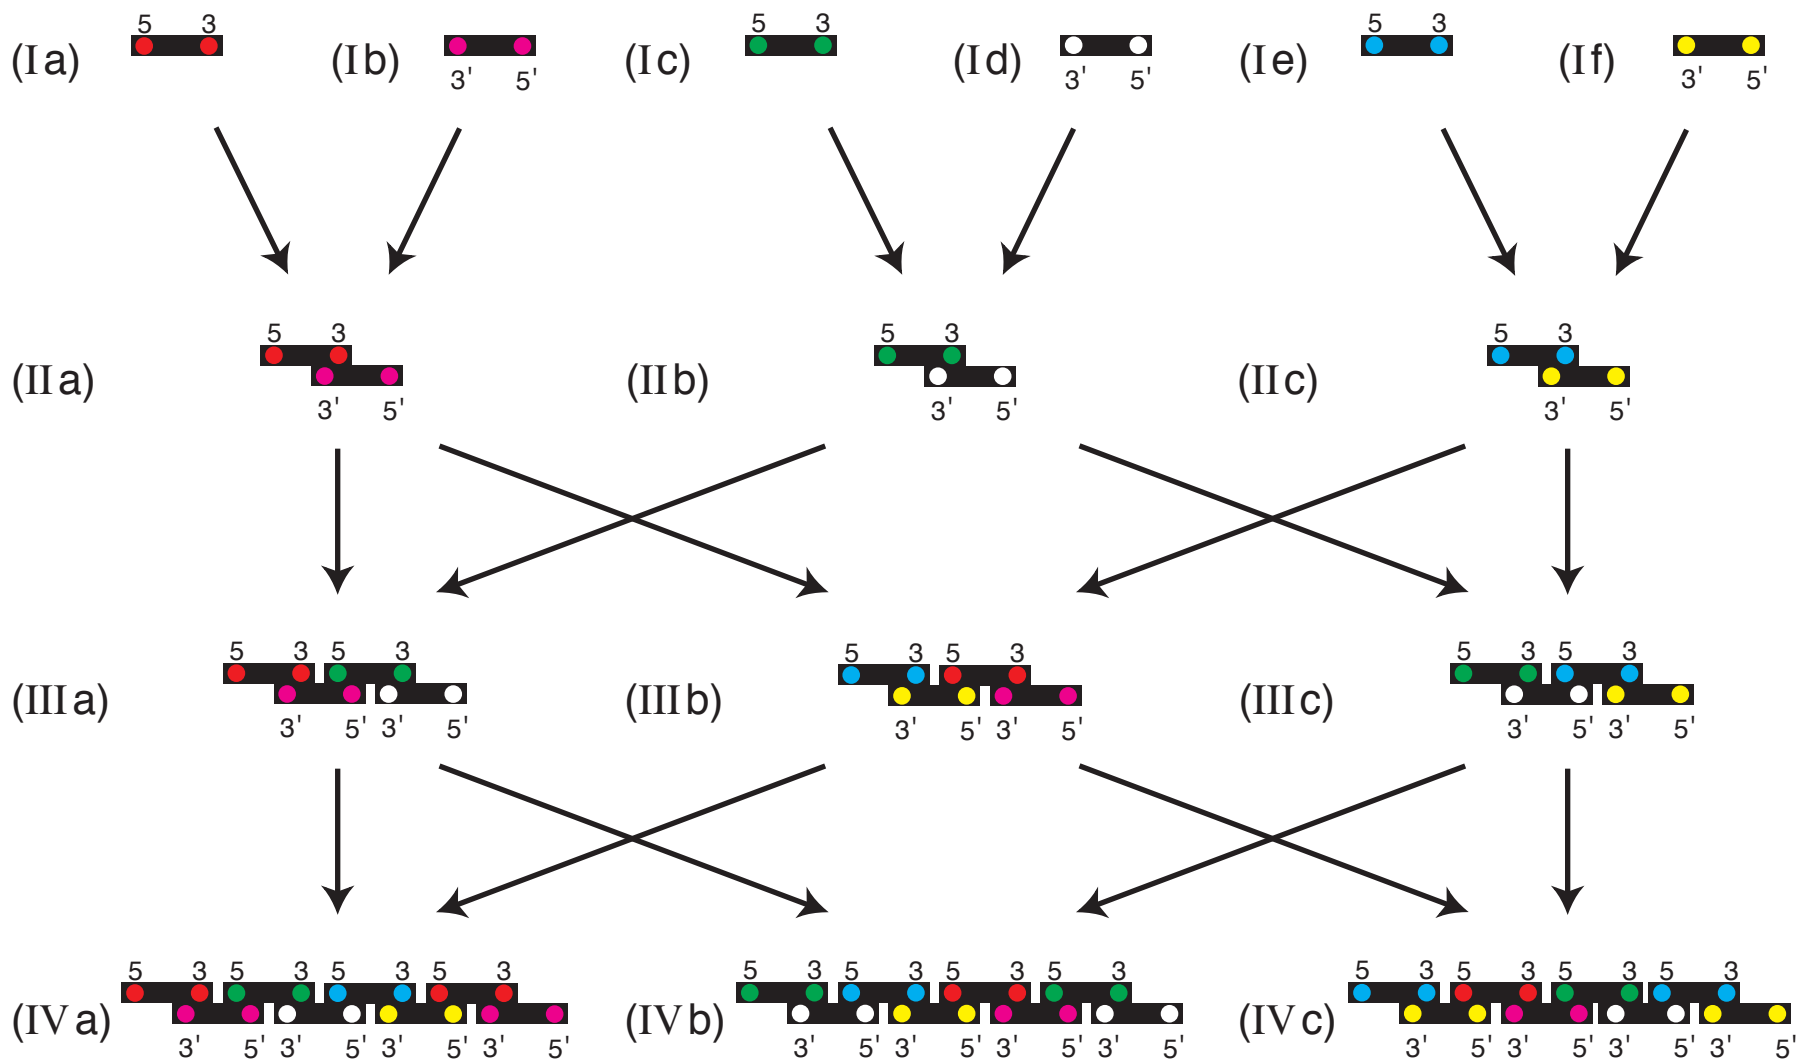 5 3 5 3 5 3
(Ia) (Ib) (Ic) (Id) (Ie) (If)
3' 5' 3' 5' 3' 5'
5 3 5 3 5 3
(IIa) (IIb) (IIc)
3' 5' 3' 5' 3' 5'
5 3 5 3 5 3 5 3 5 3 5 3
(IIIa) (IIIb) (IIIc)
3' 5' 3' 5' 3' 5' 3' 5' 3' 5' 3' 5'
5 3 5 3 5 3 5 3 5 3 5 3 5 3 5 3 5 3 5 3 5 3 5 3
(IVa) (IVb) (IVc)
3' 5' 3' 5' 3' 5' 3' 5' 3' 5' 3' 5' 3' 5' 3' 5' 3' 5' 3' 5' 3' 5' 3' 5'